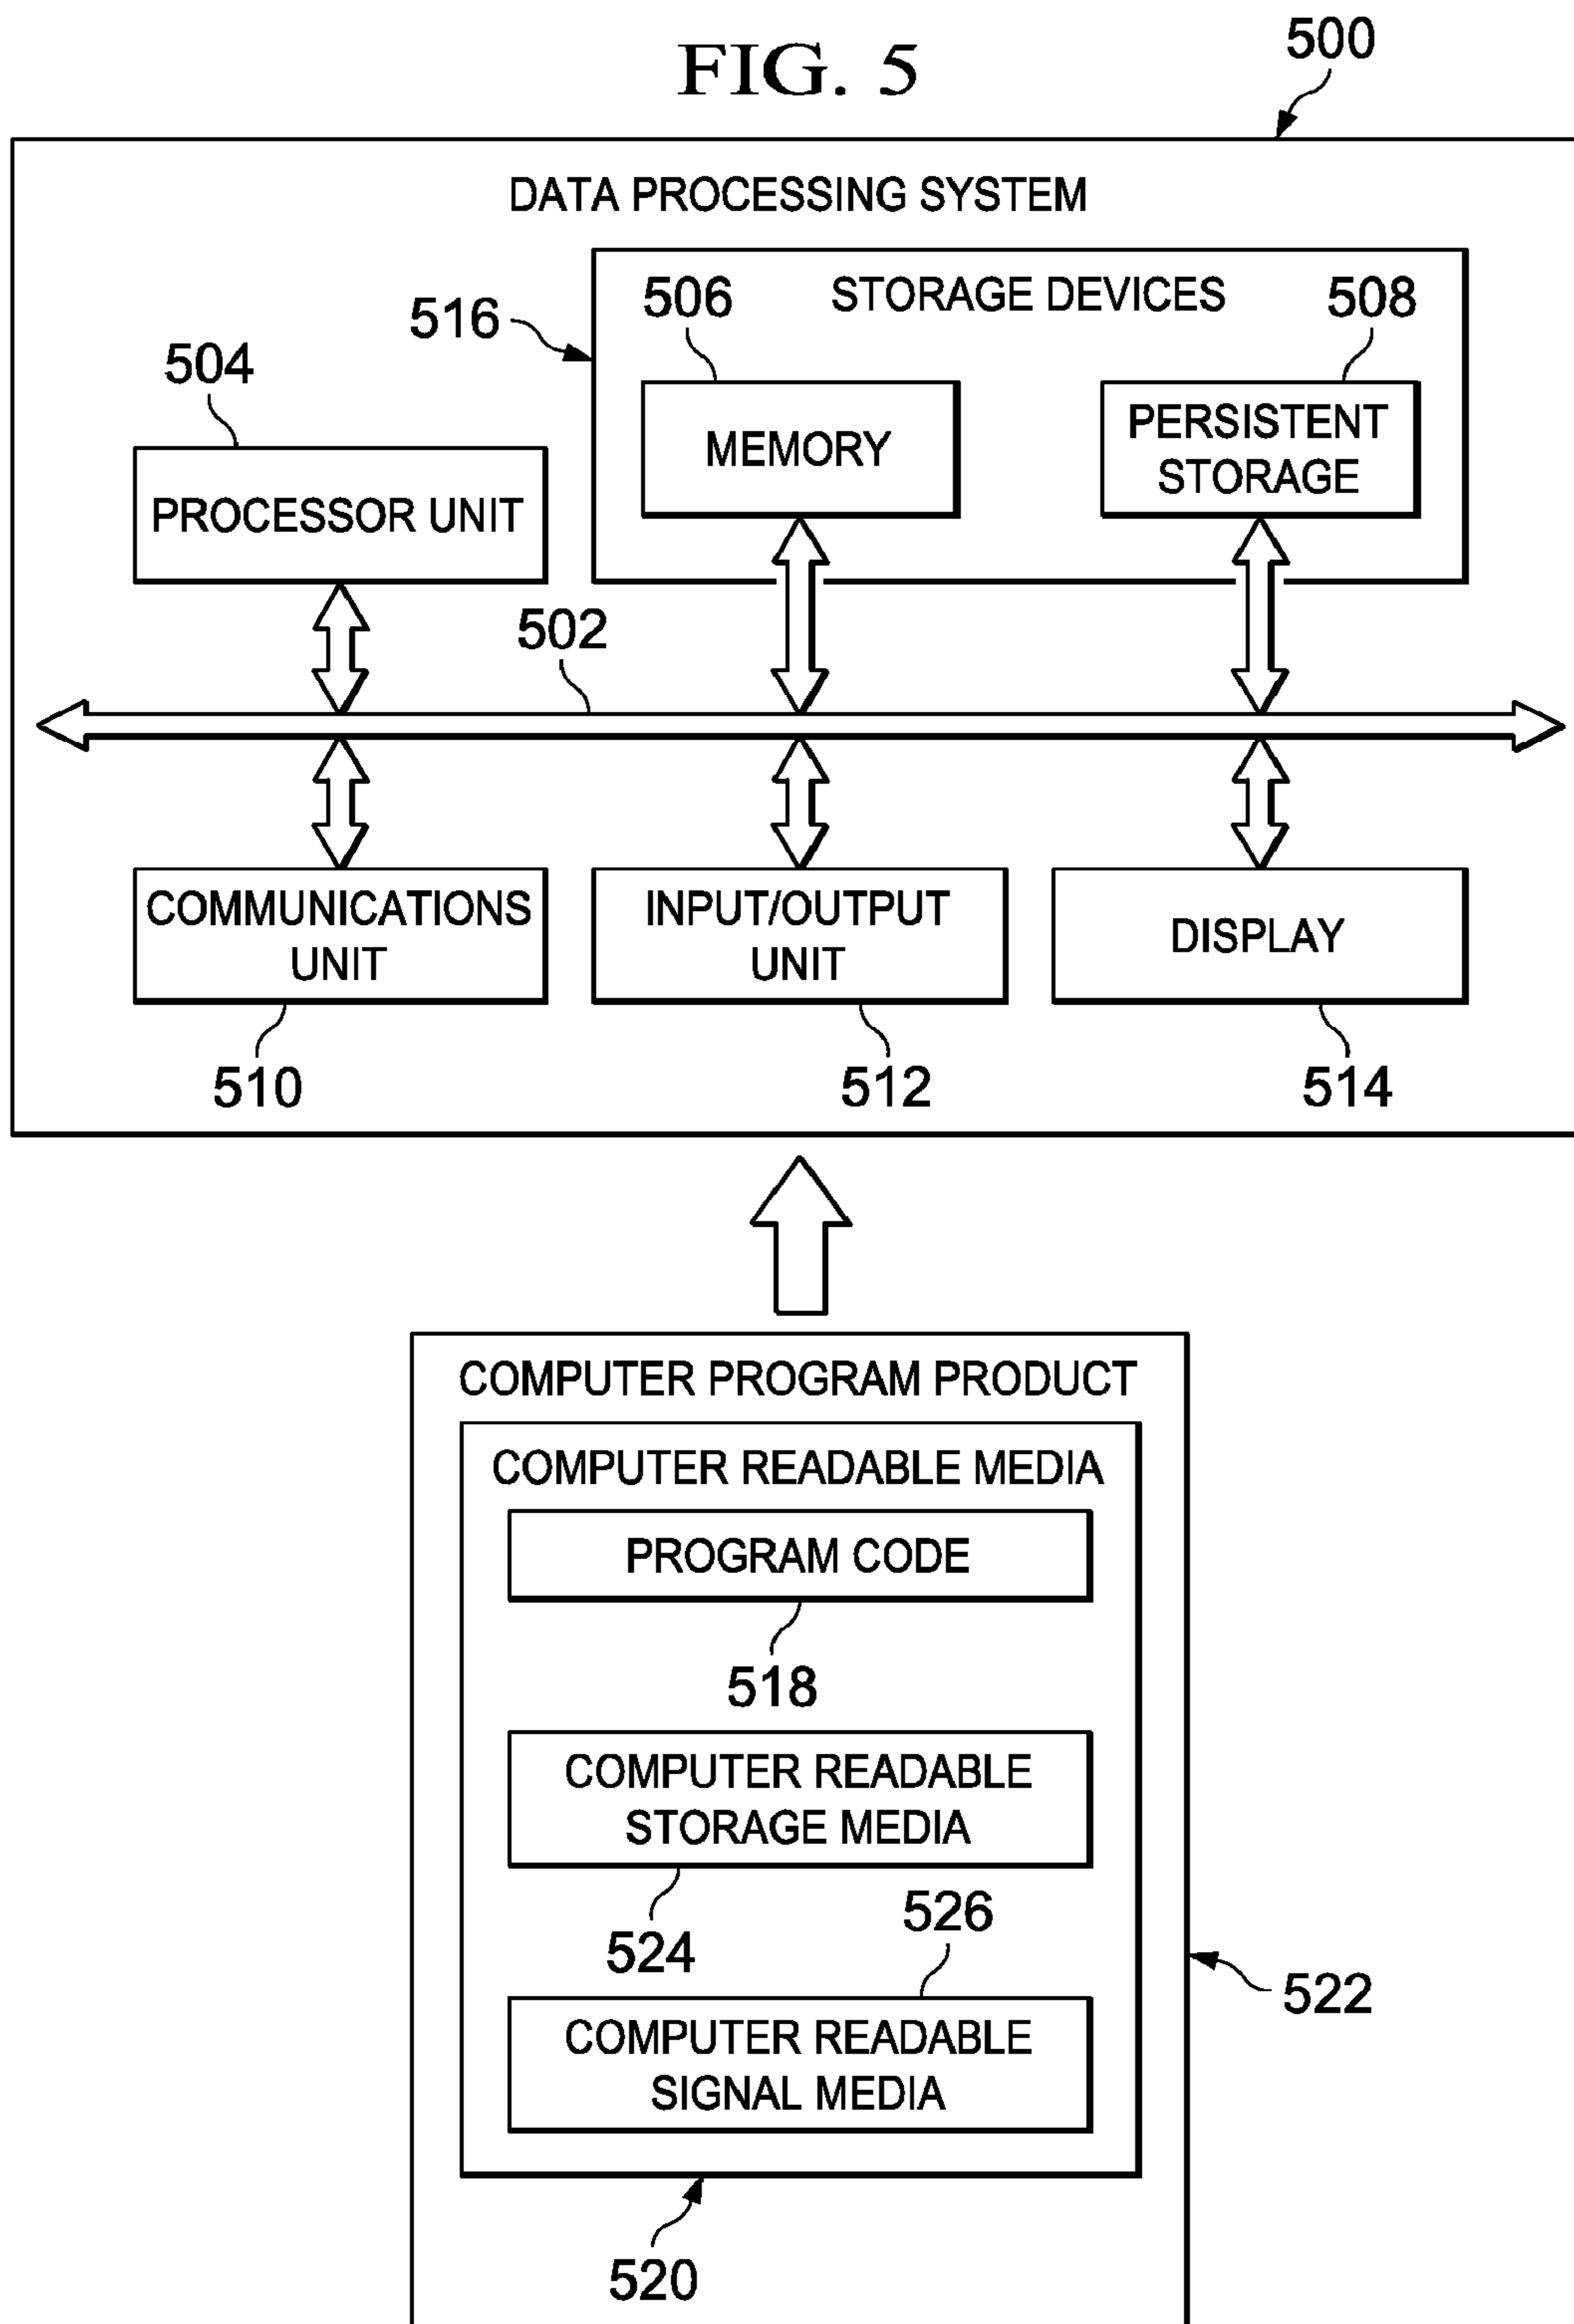 FIG. 5
500
DATA PROCESSING SYSTEM
STORAGE DEVICES
516
506
508
504
MEMORY
PERSISTENT
STORAGE
PROCESSOR UNIT
502
COMMUNICATIONS
UNIT
INPUT/OUTPUT
UNIT
DISPLAY
510
512
514
COMPUTER PROGRAM PRODUCT
COMPUTER READABLE MEDIA
PROGRAM CODE
518
COMPUTER READABLE
STORAGE MEDIA
524
526
COMPUTER READABLE
SIGNAL MEDIA
522
520